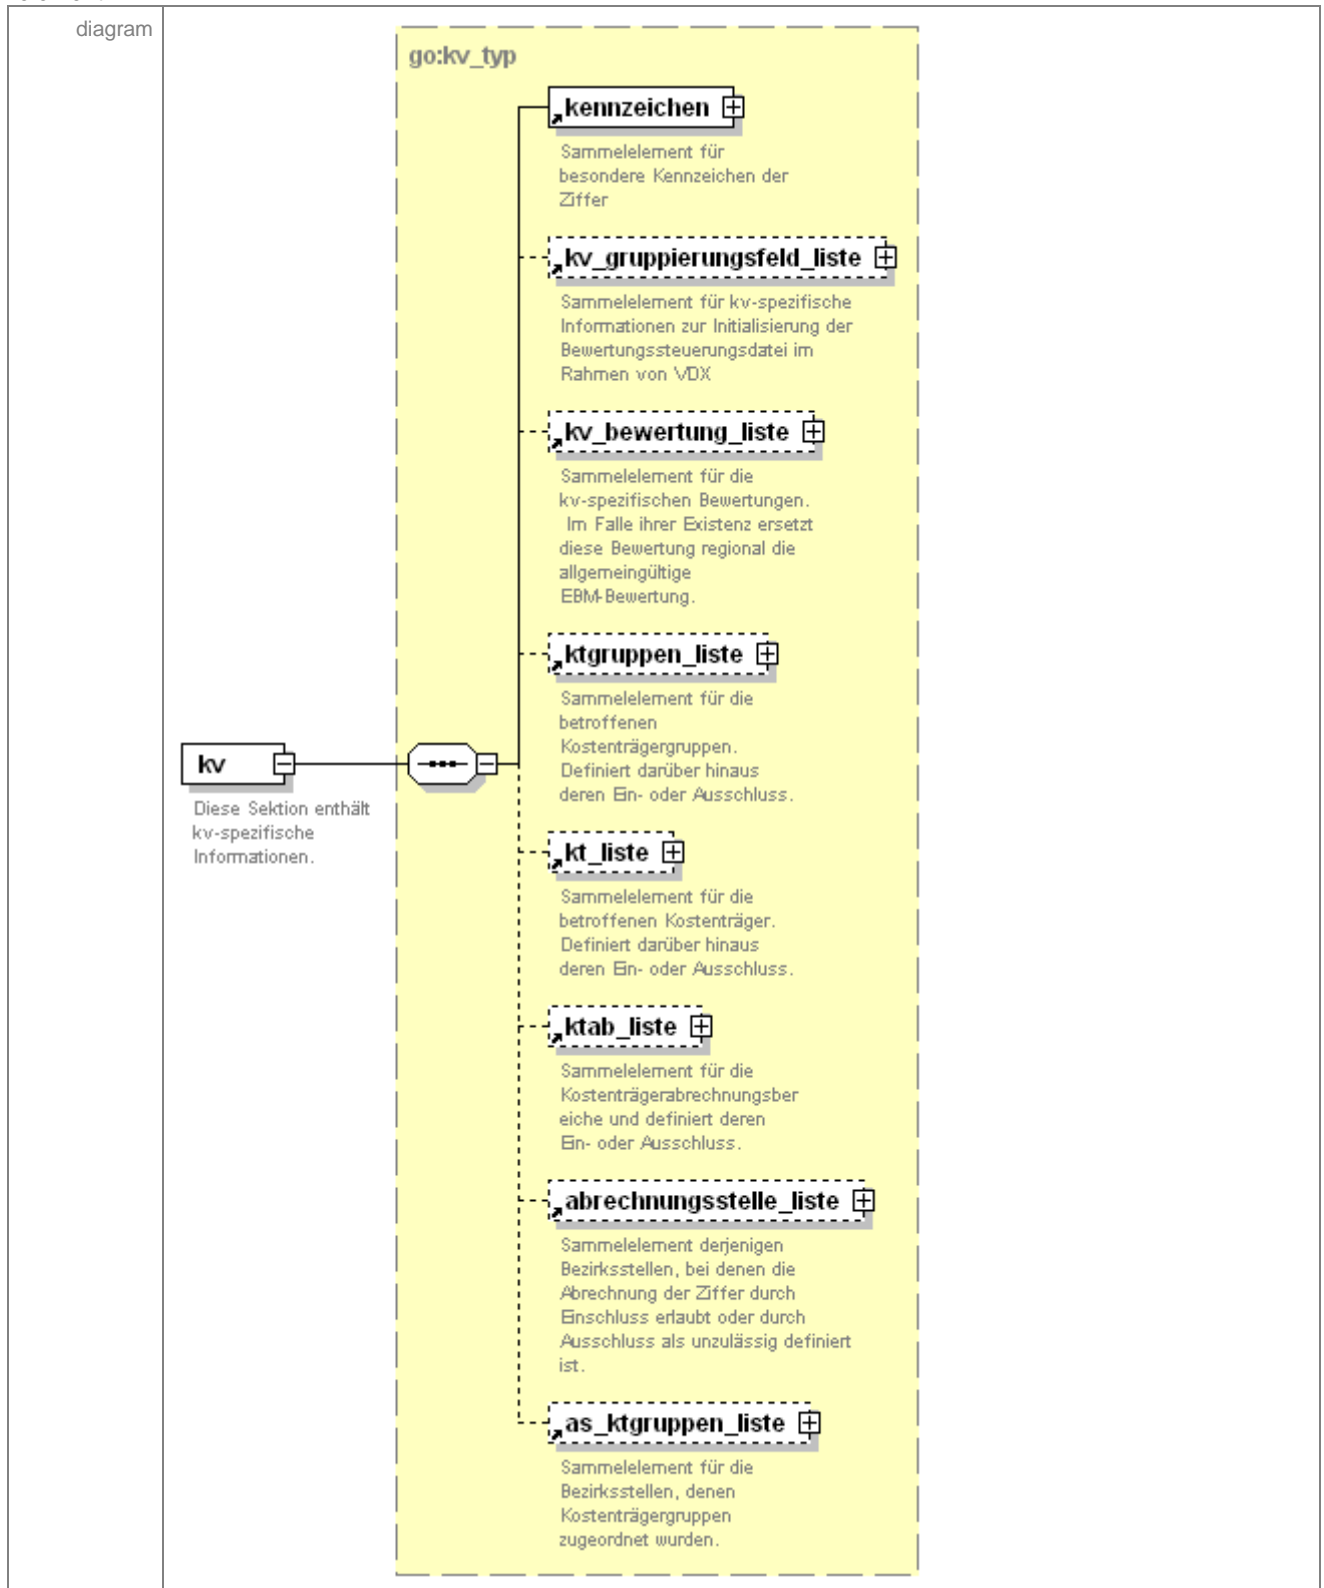 diagram
go:kv_typ
kennzeichen
Sammelelement für
besondere Kennzeichen der
Ziffer
kv_gruppierungsfeld_liste
Sammelelement für kv-spezifische
Informationen zur Initialisierung der
Bewertungssteuerungsdatei im
Rahmen von VDX
kv_bewertung_liste
Sammelelement für die
kv-spezifischen Bewertungen.
Im Falle ihrer Existenz ersetzt
diese Bewertung regional die
allgemeingültige
EBM-Bewertung.
ktgruppen_liste
Sammelelement für die
betroffenen
Kostenträgergruppen.
Definiert darüber hinaus
deren Ein- oder Ausschluss.
kv
Diese Sektion enthält
kv-spezifische
Informationen.
kt_liste
Sammelelement für die
betroffenen Kostenträger.
Definiert darüber hinaus
deren Ein- oder Ausschluss.
ktab_liste
Sammelelement für die
Kostenträgerabrechnungsber
eiche und definiert deren
Ein- oder Ausschluss.
abrechnungsstelle_liste
Sammelelement derjenigen
Bezirksstellen, bei denen die
Abrechnung der Ziffer durch
Einschluss erlaubt oder durch
Ausschluss als unzulässig definiert
ist.
as_ktgruppen_liste
Sammelelement für die
Bezirksstellen, denen
Kostenträgergruppen
zugeordnet wurden.